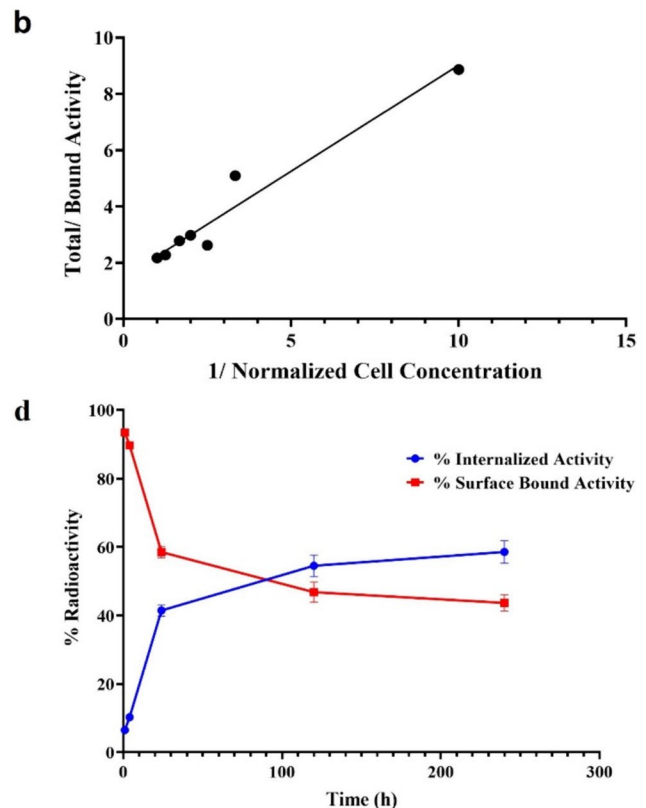 b
10
8
6
4
2
0
Total/ Bound Activity
0 5 10 15
1/ Normalized Cell Concentration
d
100
80
60
40
20
0
% Radioactivity
% Internalized Activity
% Surface Bound Activity
0 100 200 300
Time (h)